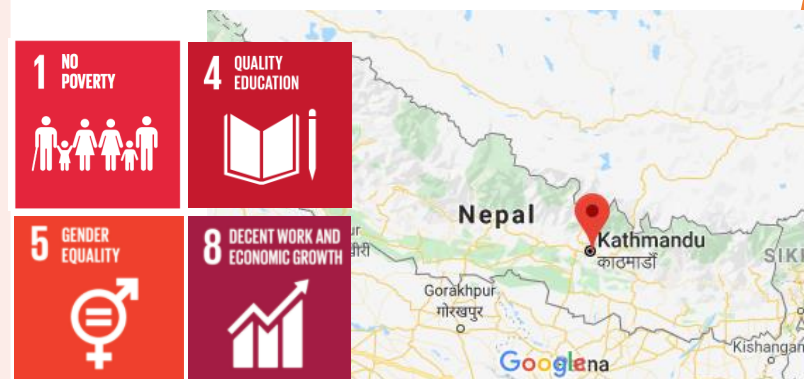 1 NO
POVERTY
4 QUALITY
EDUCATION
5 GENDER
EQUALITY
8 DECENT WORK AND
ECONOMIC GROWTH
Nepal
Kathmandu
काठमाडौं
Gorakhpur
गोरखपुर
Google
Kishangan